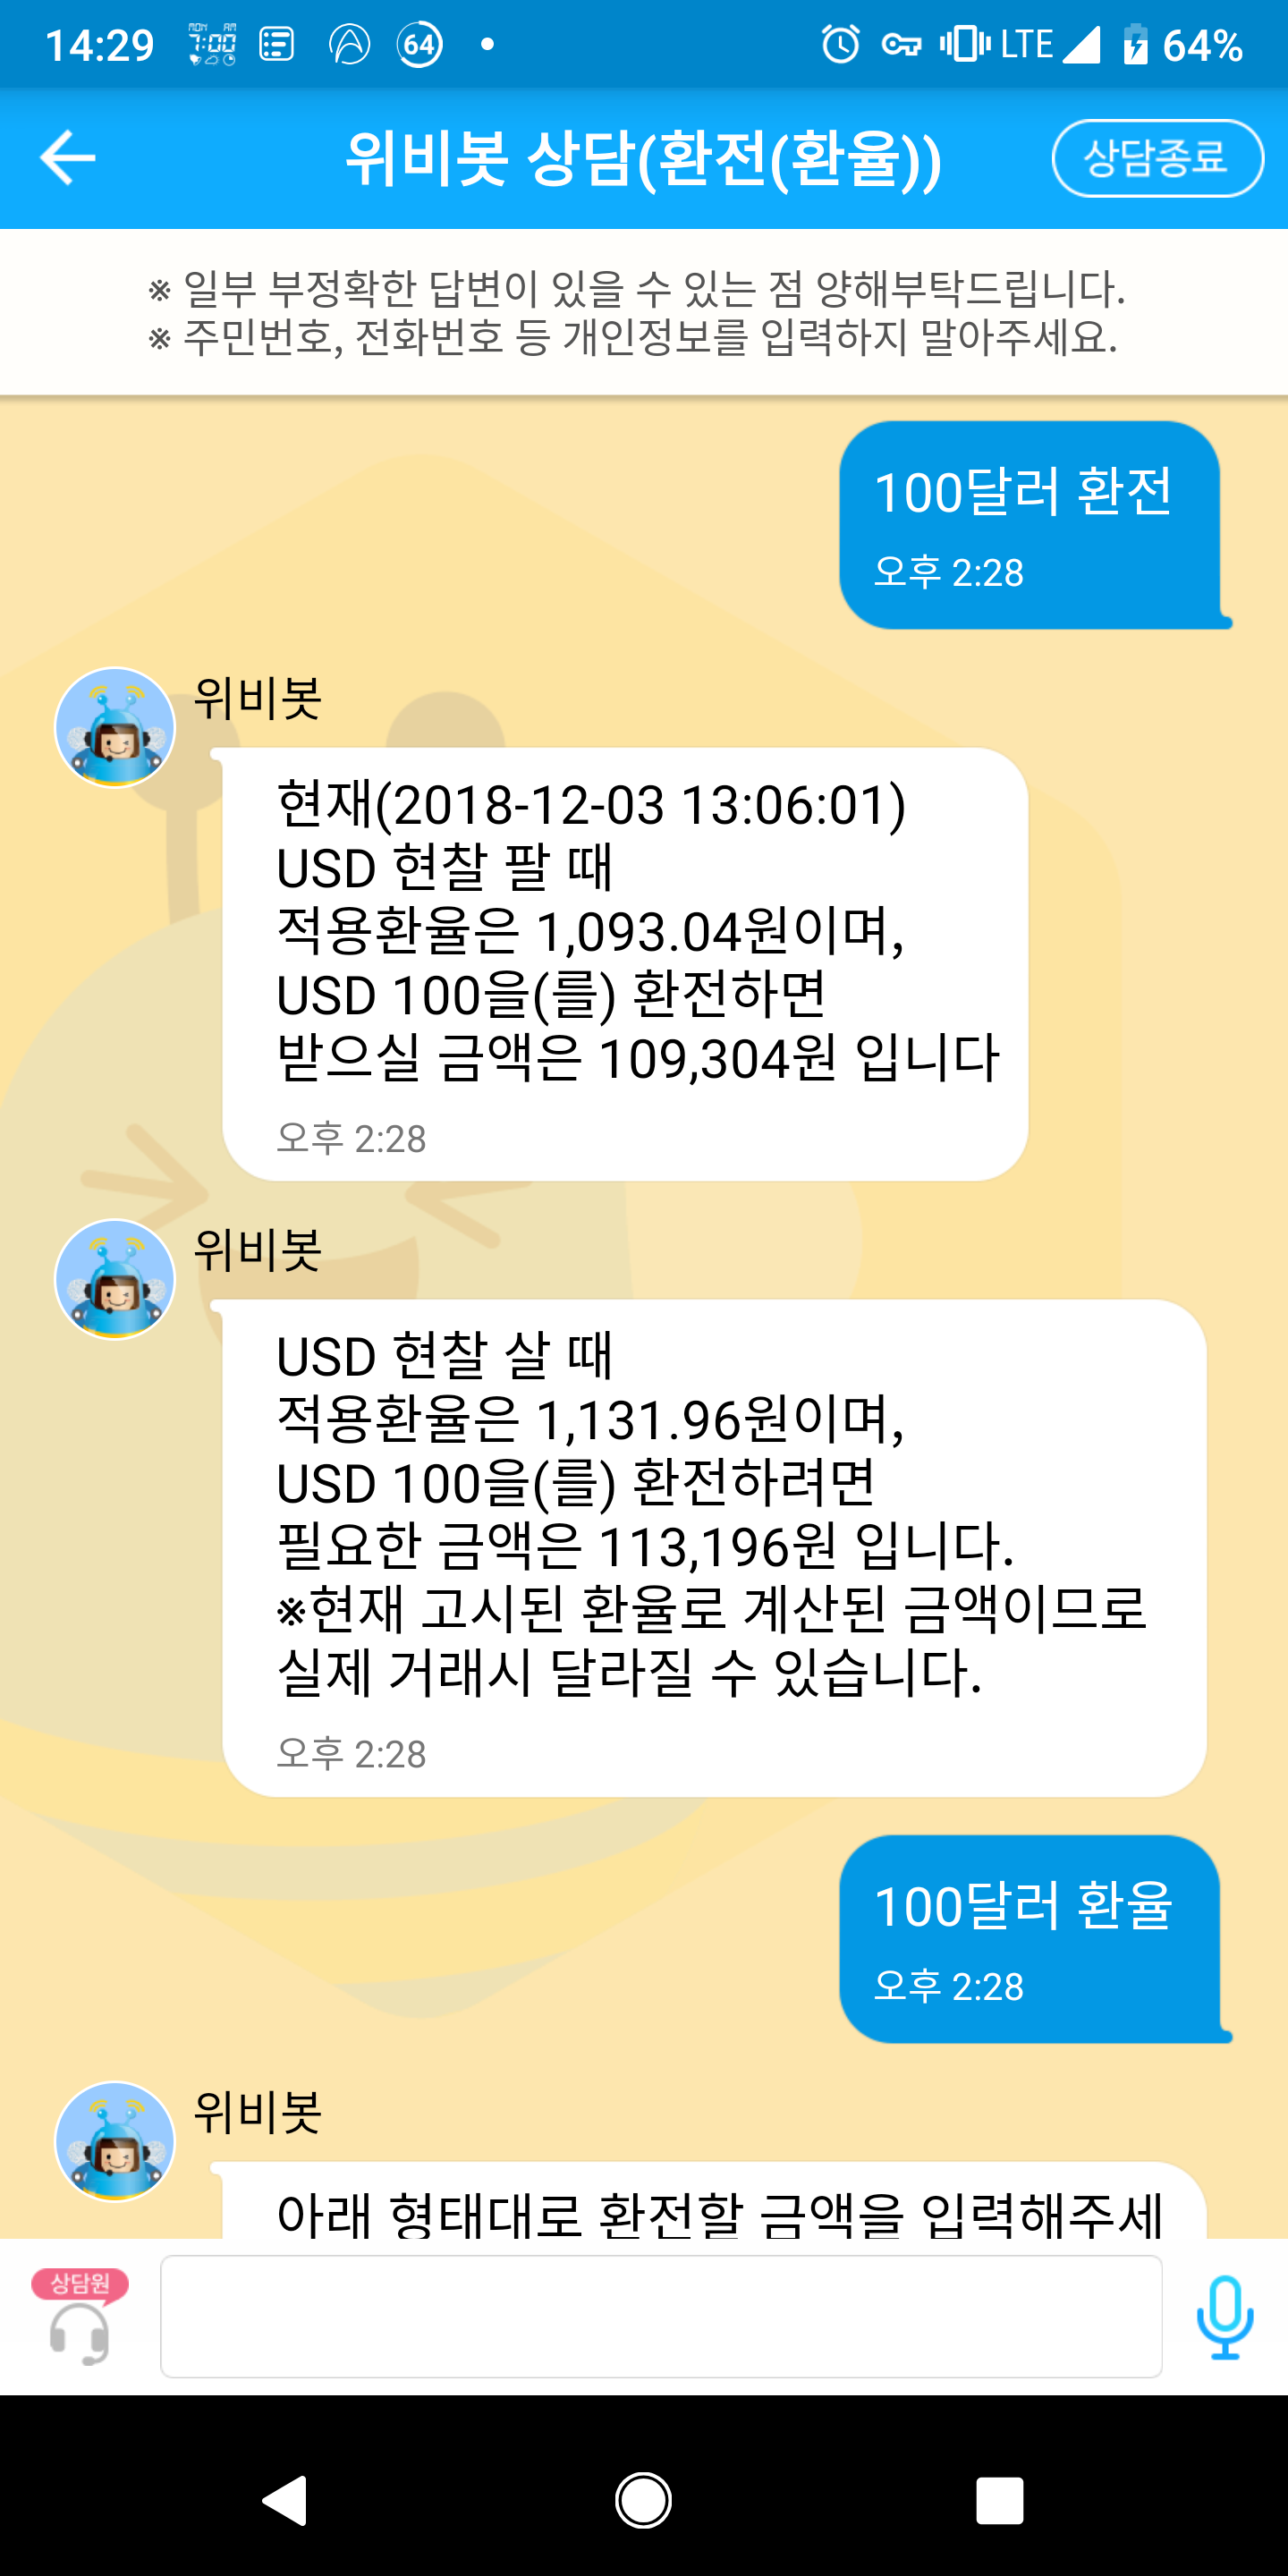 14:29
MON AM
7:00
64
LTE
64%
위비봇 상담(환전(환율))
상담종료
※ 일부 부정확한 답변이 있을 수 있는 점 양해부탁드립니다.
※ 주민번호, 전화번호 등 개인정보를 입력하지 말아주세요.
100달러 환전
오후 2:28
위비봇
현재(2018-12-03 13:06:01)
USD 현찰 팔 때
적용환율은 1,093.04원이며,
USD 100을(를) 환전하면
받으실 금액은 109,304원 입니다
오후 2:28
위비봇
USD 현찰 살 때
적용환율은 1,131.96원이며,
USD 100을(를) 환전하려면
필요한 금액은 113,196원 입니다.
※현재 고시된 환율로 계산된 금액이므로
실제 거래시 달라질 수 있습니다.
오후 2:28
100달러 환율
오후 2:28
위비봇
아래 형태대로 환전할 금액을 입력해주세
상담원